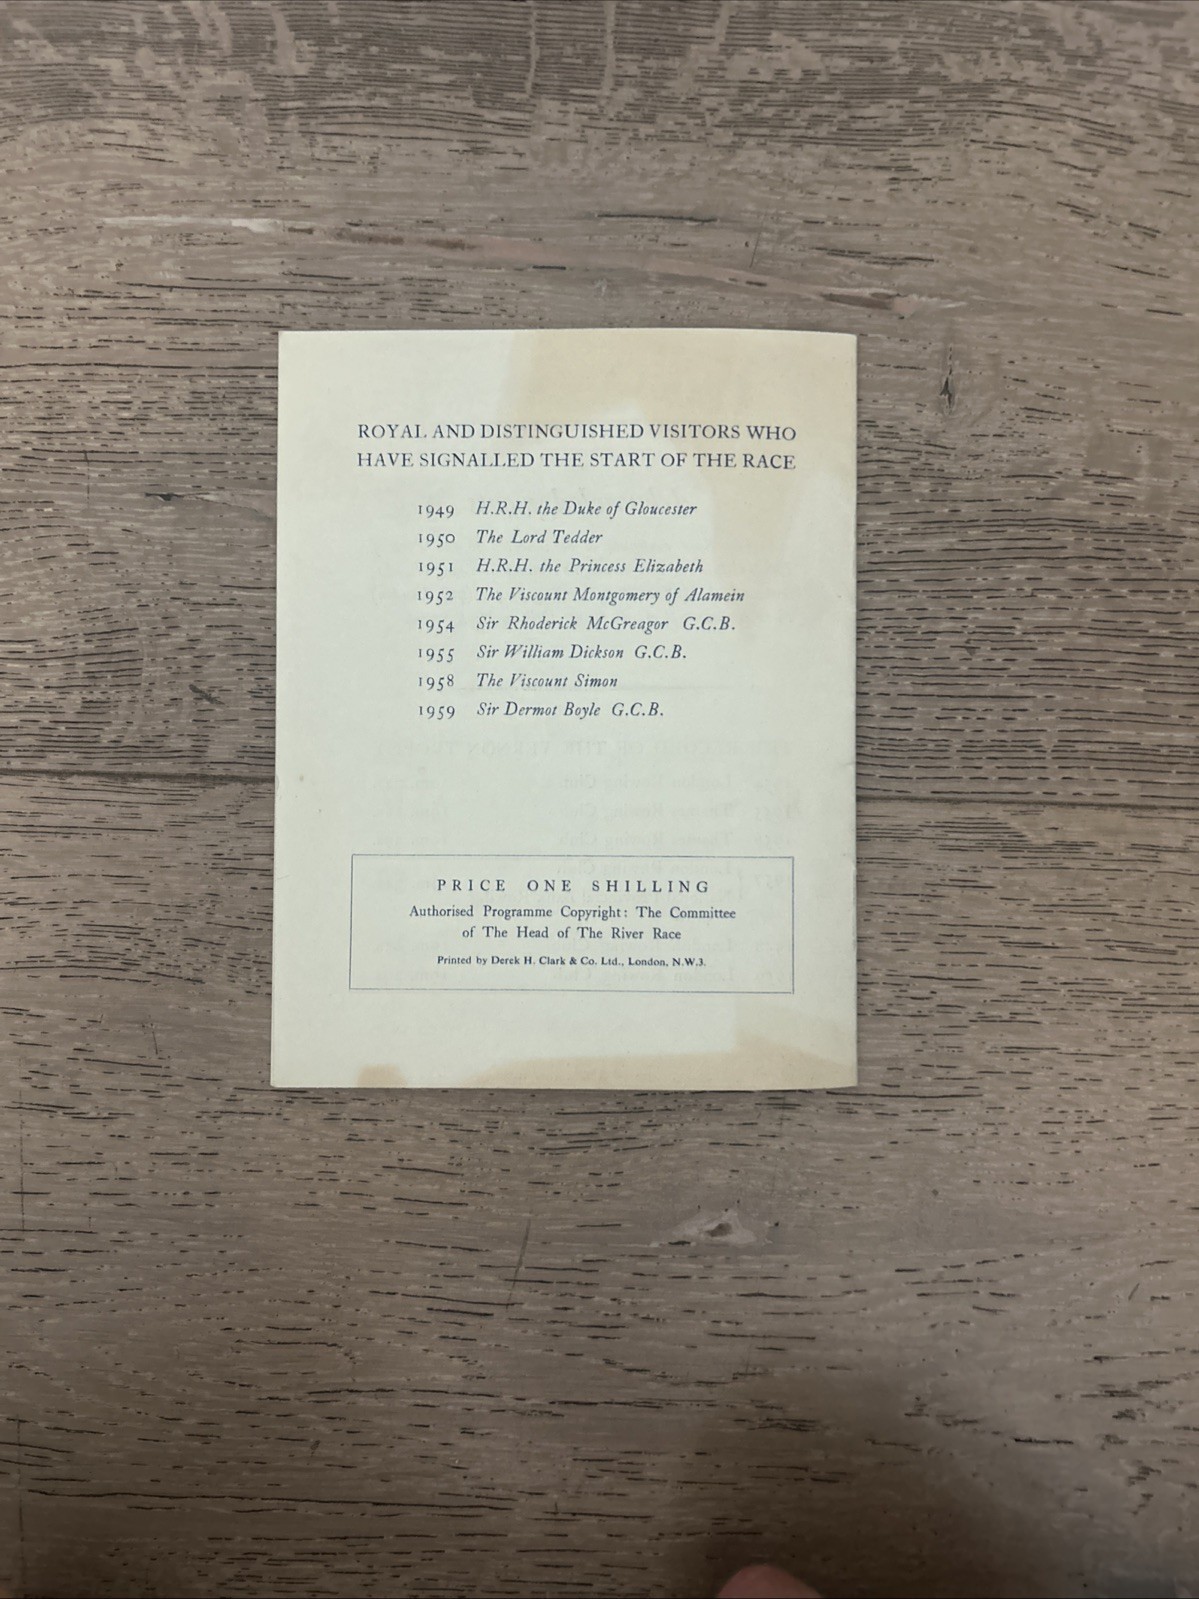 ROYAL AND DISTINGUISHED VISITORS WHO
HAVE SIGNALLED THE START OF THE RACE
1949 H.R.H. the Duke of Gloucester
1950 The Lord Tedder
1951 H.R.H. the Princess Elizabeth
1952 The Viscount Montgomery of Alamein
1954 Sir Rhoderick McGreagor G.C.B.
1955 Sir William Dickson G.C.B.
1958 The Viscount Simon
1959 Sir Dermot Boyle G.C.B.
PRICE ONE SHILLING
Authorised Programme Copyright: The Committee
of The Head of The River Race
Printed by Derek H. Clark & Co. Ltd., London, N.W.3.